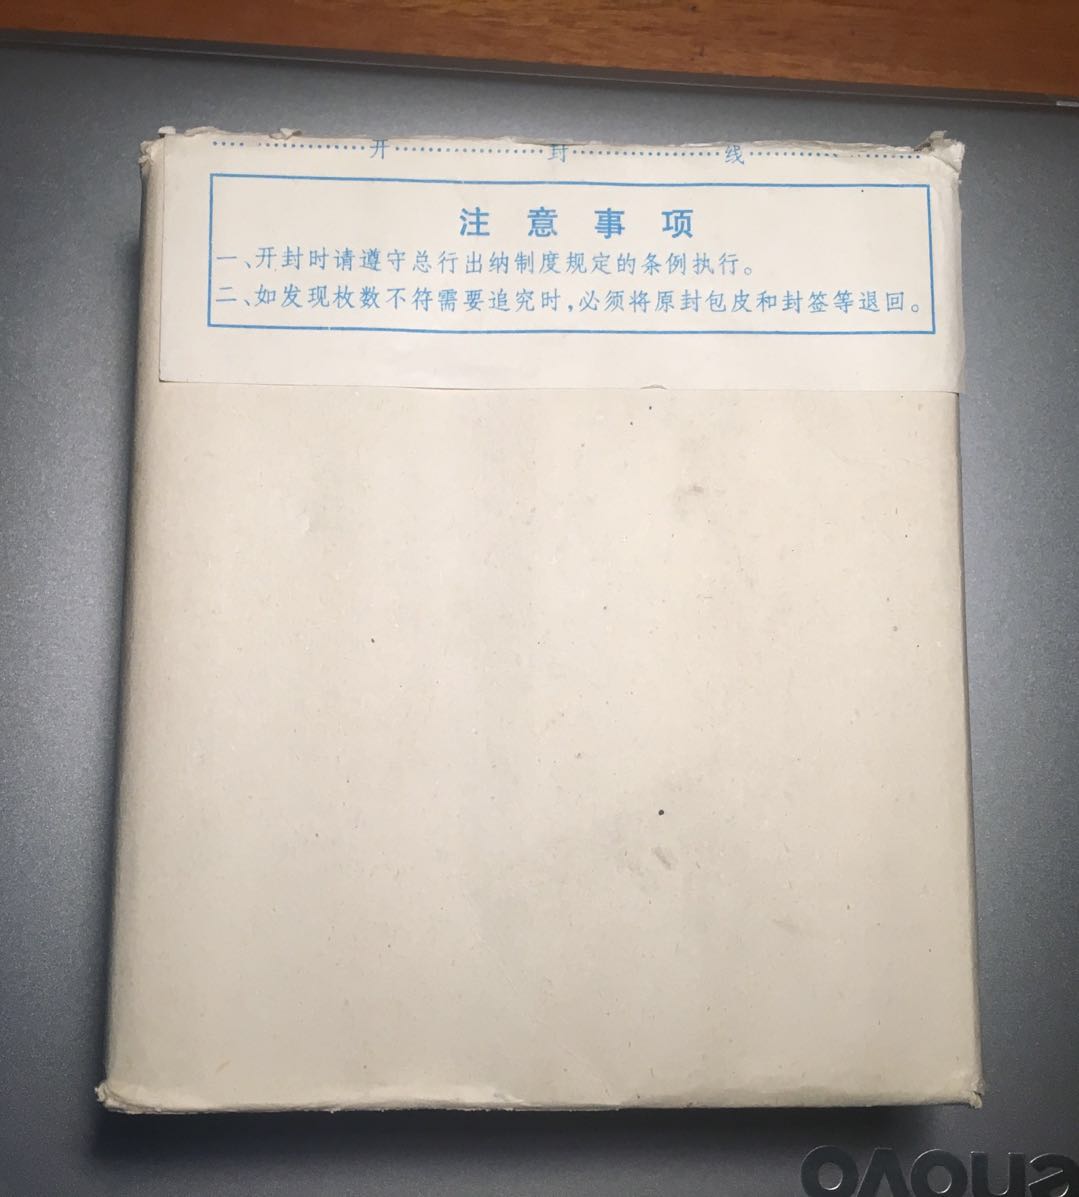 开封线
注意事项
一、开封时请遵守总行出纳制度规定的条例执行。
二、如发现枚数不符需要追究时,必须将原封包皮和封签等退回。
lenovo